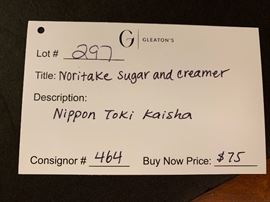 G GLEATON'S
Lot # 297
Title: Noritake Sugar and creamer
Description:
Nippon Toki Kaisha
Consignor # 464 Buy Now Price: $75